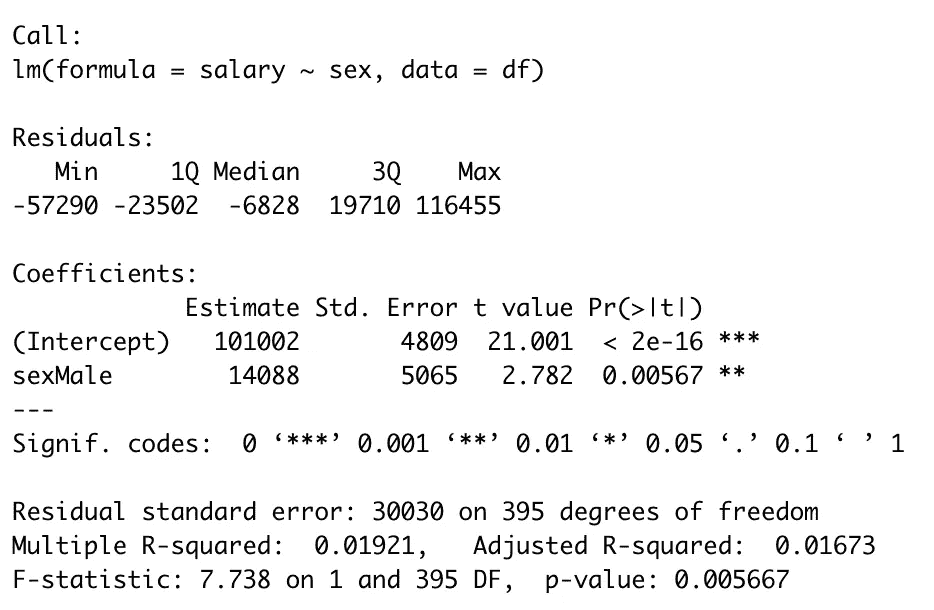 Call:
lm(formula = salary ~ sex, data = df)
Residuals:
   Min     1Q Median     3Q    Max
-57290 -23502  -6828  19710 116455
Coefficients:
            Estimate Std. Error t value Pr(>|t|)
(Intercept)   101002       4809  21.001  < 2e-16 ***
sexMale        14088       5065   2.782  0.00567 **
---
Signif. codes:  0 ‘***’ 0.001 ‘**’ 0.01 ‘*’ 0.05 ‘.’ 0.1 ‘ ’ 1
Residual standard error: 30030 on 395 degrees of freedom
Multiple R-squared:  0.01921,   Adjusted R-squared:  0.01673
F-statistic: 7.738 on 1 and 395 DF,  p-value: 0.005667